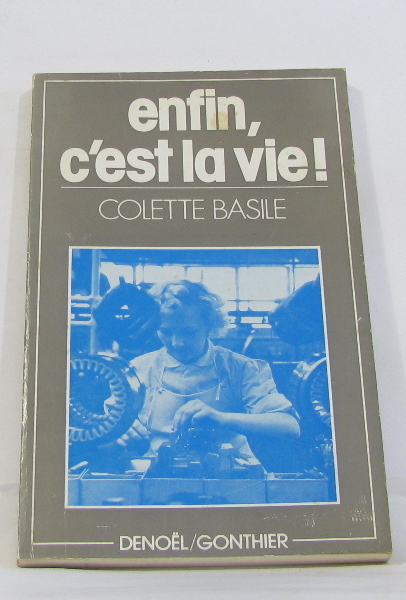 enfin,
c'est la vie!
COLETTE BASILE
DENOËL/GONTHIER